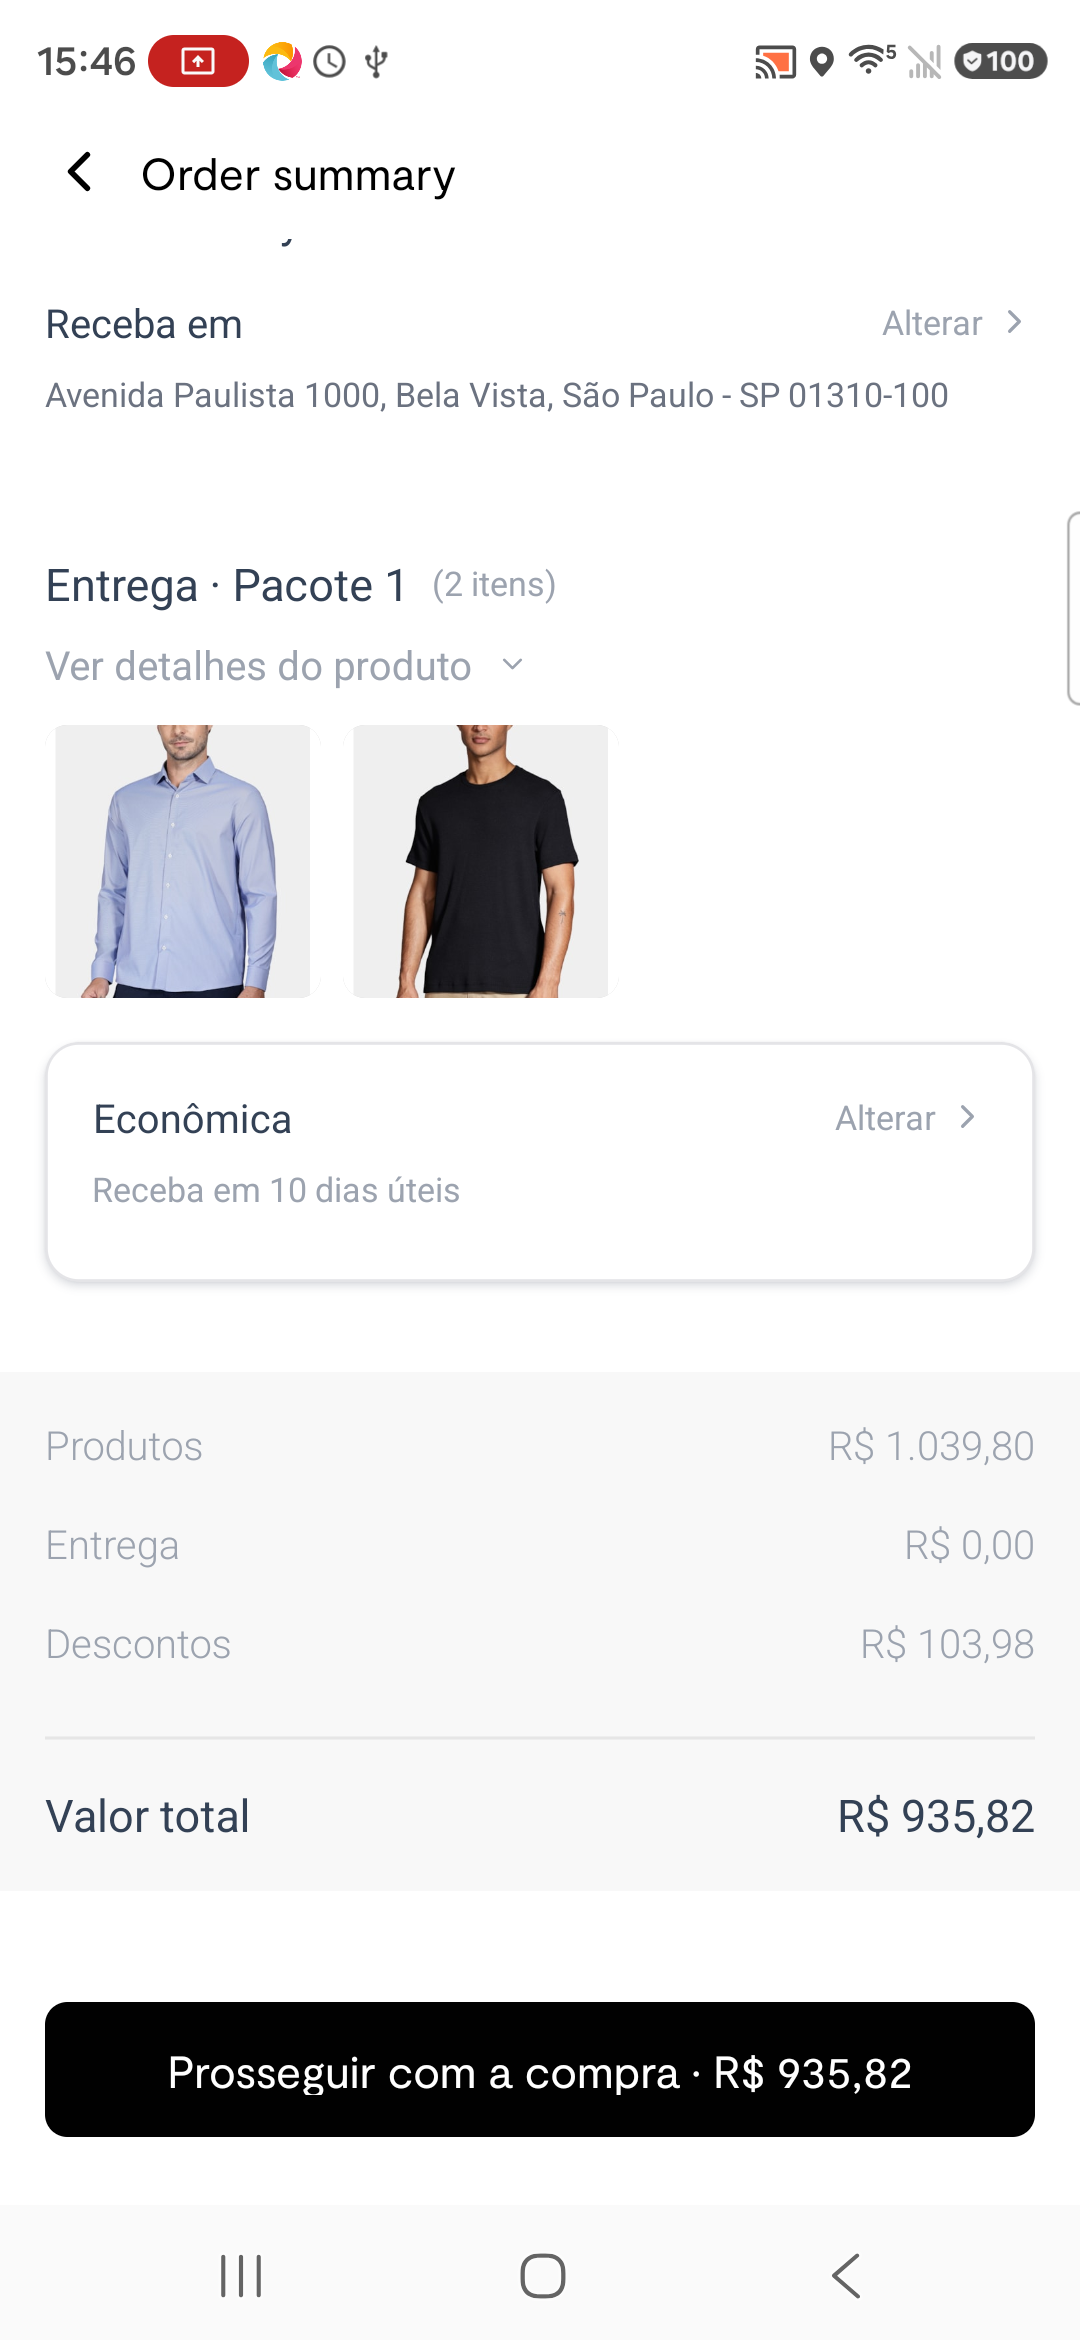 15:46
5
100
Order summary
Receba em
Alterar
Avenida Paulista 1000, Bela Vista, São Paulo - SP 01310-100
Entrega · Pacote 1 (2 itens)
Ver detalhes do produto
Econômica
Alterar
Receba em 10 dias úteis
Produtos R$ 1.039,80
Entrega R$ 0,00
Descontos R$ 103,98
Valor total R$ 935,82
Prosseguir com a compra · R$ 935,82